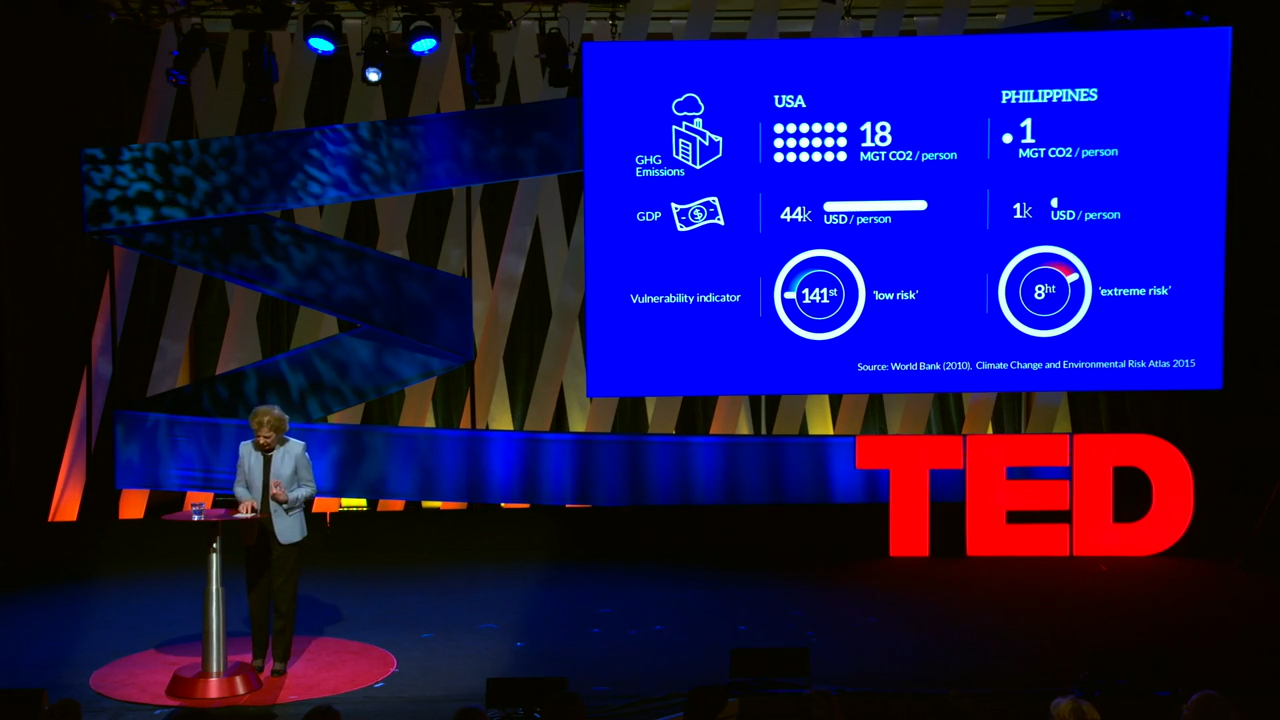 USA
PHILIPPINES
GHG
Emissions
18
MGT CO2 / person
1
MGT CO2 / person
GDP
44k
USD / person
1k
USD / person
Vulnerability indicator
141st
'low risk'
8ht
'extreme risk'
Source: World Bank (2010), Climate Change and Environmental Risk Atlas 2015
TED